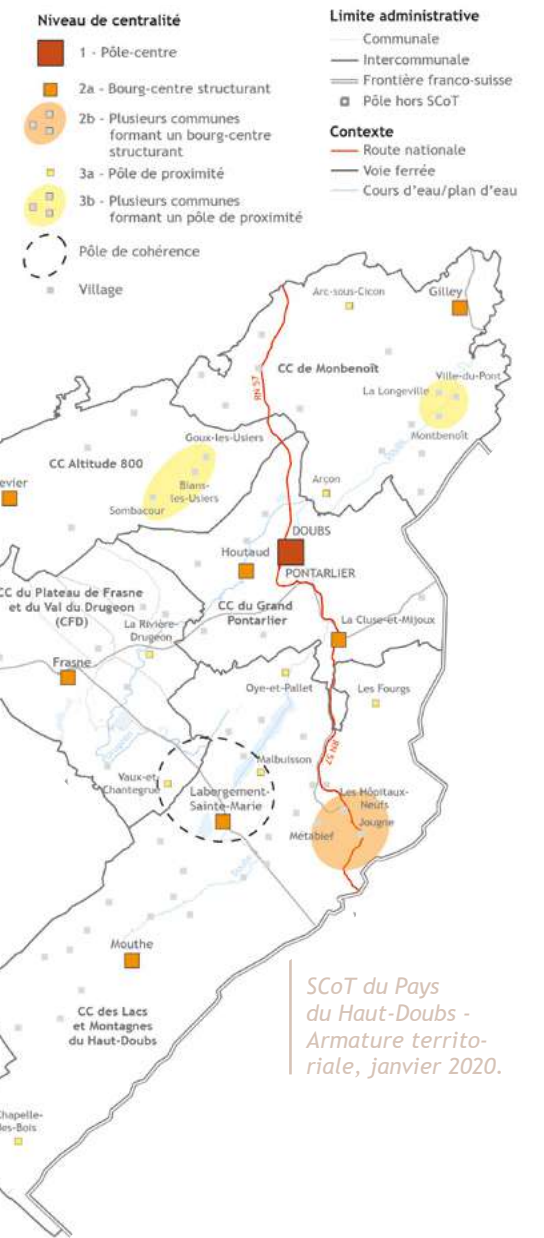 Niveau de centralité
1 - Pôle-centre
2a - Bourg-centre structurant
2b - Plusieurs communes
formant un bourg-centre
structurant
3a - Pôle de proximité
3b - Plusieurs communes
formant un pôle de proximité
Pôle de cohérence
Village
Limite administrative
Communale
Intercommunale
Frontière franco-suisse
Pôle hors SCoT
Contexte
Route nationale
Voie ferrée
Cours d'eau/plan d'eau
Arc-sous-Cicon
Gilley
CC de Monbenoît
RN 57
Ville-du-Pont
La Longeville
Montbenoît
Doubs
Goux-les-Usiers
CC Altitude 800
evier
Bians-
les-Usiers
Sombacour
Arçon
DOUBS
Houtaud
PONTARLIER
CC du Plateau de Frasne
et du Val du Drugeon
(CFD)
CC du Grand
Pontarlier
La Rivière-
Drugeon
La Cluse-et-Mijoux
Frasne
Oye-et-Pallet
Les Fourgs
Drugeon
RN 57
Malbuisson
Vaux-et-
Chantegrue
Labergement-
Sainte-Marie
Les Hôpitaux-
Neufs
Jougne
Métabief
Doubs
Mouthe
CC des Lacs
et Montagnes
du Haut-Doubs
SCoT du Pays
du Haut-Doubs -
Armature territo-
riale, janvier 2020.
Chapelle-
des-Bois